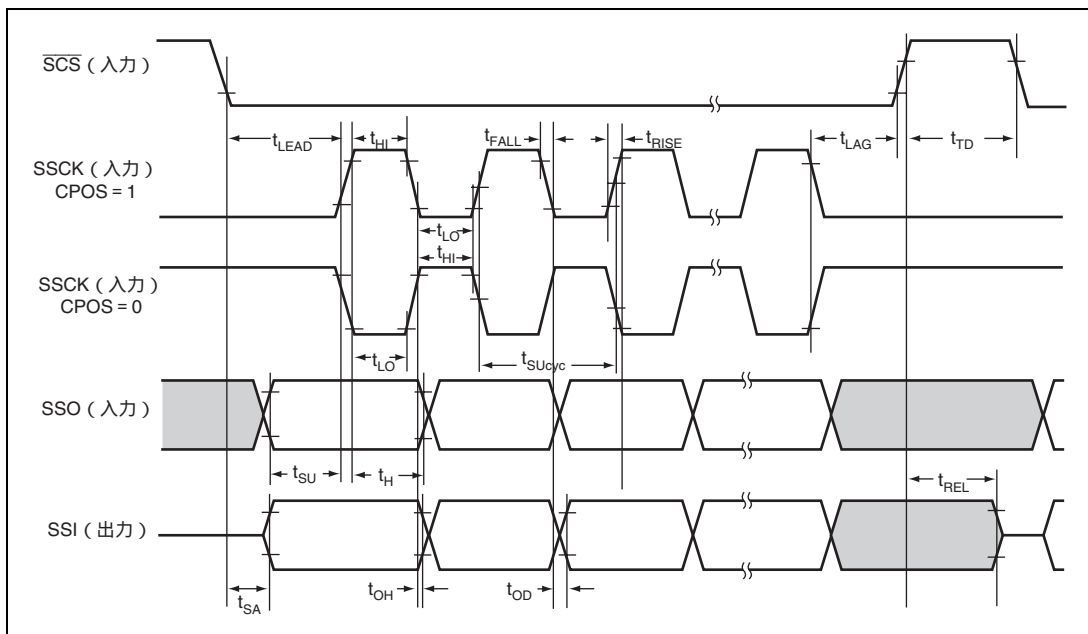 SCS（入力）
tLEAD
tHI
tFALL
tRISE
tLAG
tTD
SSCK（入力）
CPOS = 1
tLO
tHI
SSCK（入力）
CPOS = 0
tLO
tSUcyc
SSO（入力）
tSU
tH
tREL
SSI（出力）
tSA
tOH
tOD